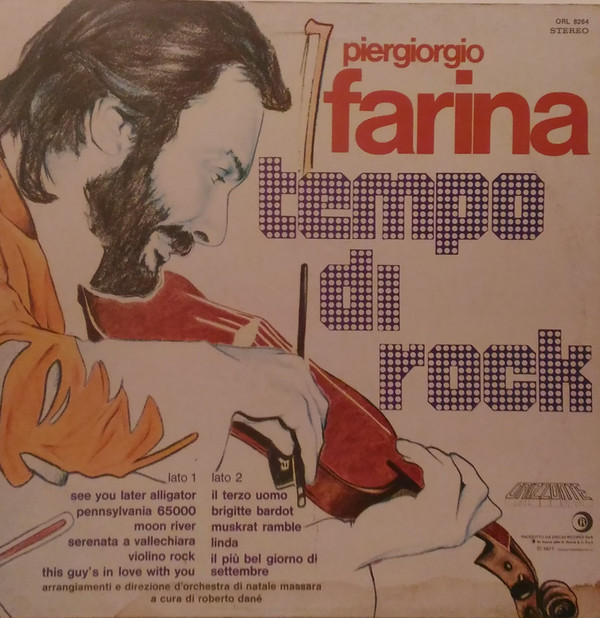 ORL 8264
STEREO
piergiorgio
farina
tempo
di
rock
lato 1
see you later alligator
pennsylvania 65000
moon river
serenata a vallechiara
violino rock
this guy's in love with you
lato 2
il terzo uomo
brigitte bardot
muskrat ramble
linda
il più bel giorno di
settembre
arrangiamenti e direzione d'orchestra di natale massara
a cura di roberto dané
ORIZZONTE
R